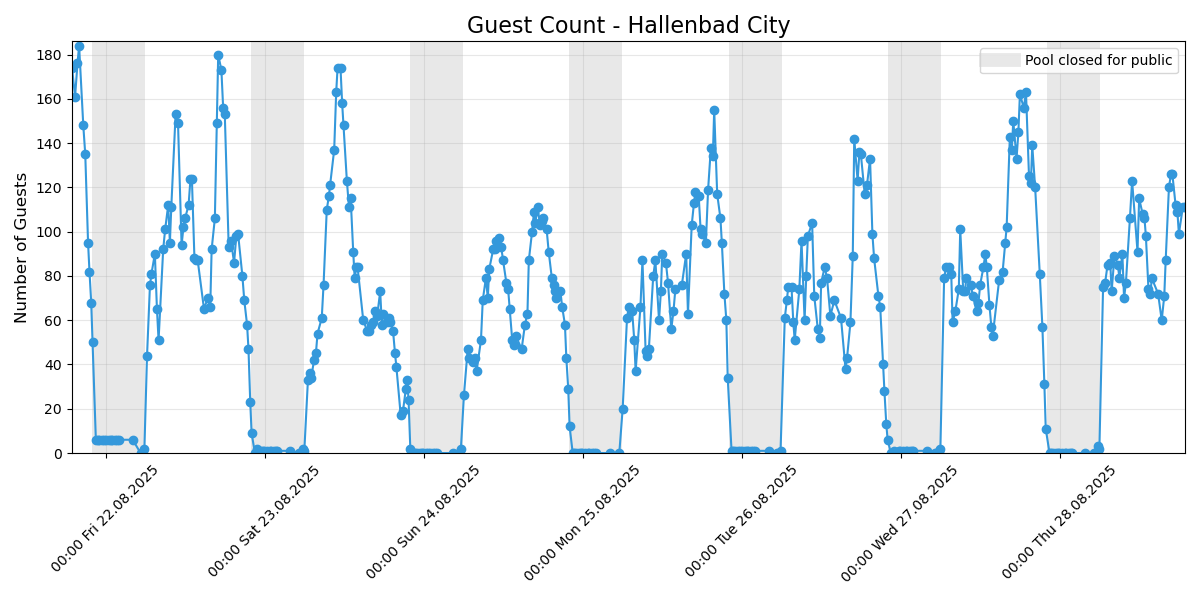 Guest Count - Hallenbad City
Pool closed for public
Number of Guests
180
160
140
120
100
80
60
40
20
0
00:00 Fri 22.08.2025
00:00 Sat 23.08.2025
00:00 Sun 24.08.2025
00:00 Mon 25.08.2025
00:00 Tue 26.08.2025
00:00 Wed 27.08.2025
00:00 Thu 28.08.2025